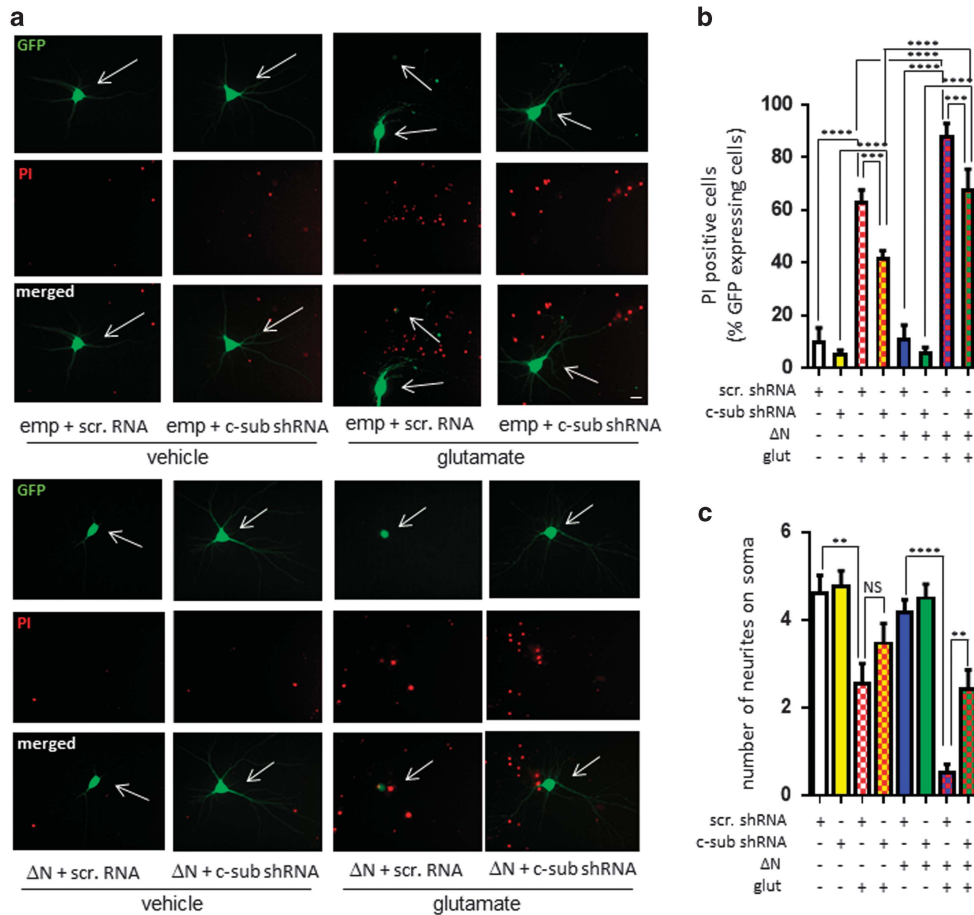 a
GFP
PI
merged
emp + scr. RNA emp + c-sub shRNA emp + scr. RNA emp + c-sub shRNA
vehicle glutamate
GFP
PI
merged
ΔN + scr. RNA ΔN + c-sub shRNA ΔN + scr. RNA ΔN + c-sub shRNA
vehicle glutamate
b
PI positive cells
(% GFP expressing cells)
100
80
60
40
20
0
****
****
**** ****
**** ****
*** ***
scr. shRNA + - + - + - + -
c-sub shRNA - + - + - + - +
ΔN - - - - + + + +
glut - - + + - - + +
c
number of neurites on soma
6
4
2
0
** NS **** **
scr. shRNA + - + - + - + -
c-sub shRNA - + - + - + - +
ΔN - - - - + + + +
glut - - + + - - + +